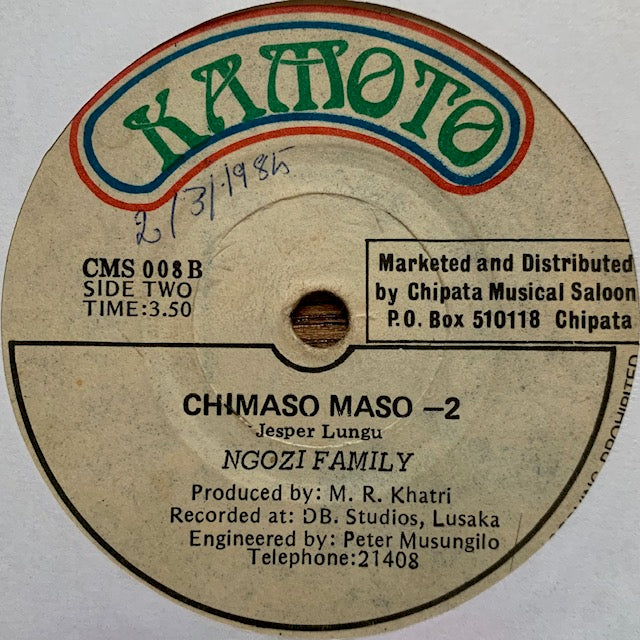 KAMOTO
2/3/1985
CMS 008 B
SIDE TWO
TIME:3.50
Marketed and Distributed
by Chipata Musical Saloon
P.O. Box 510118 Chipata
CHIMASO MASO —2
Jesper Lungu
NGOZI FAMILY
Produced by: M. R. Khatri
Recorded at: DB. Studios, Lusaka
Engineered by: Peter Musungilo
Telephone:21408
PROHIBITED